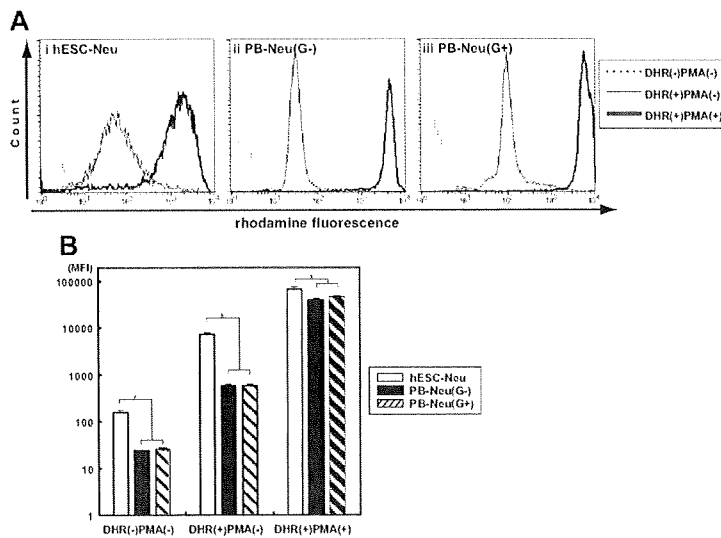 A
i hESC-Neu
ii PB-Neu(G-)
iii PB-Neu(G+)
DHR(-)PMA(-)
DHR(+)PMA(-)
DHR(+)PMA(+)
Count
rhodamine fluorescence
B
(MFI)
100000
10000
1000
100
10
1
hESC-Neu
PB-Neu(G-)
PB-Neu(G+)
DHR(-)PMA(-) DHR(+)PMA(-) DHR(+)PMA(+)